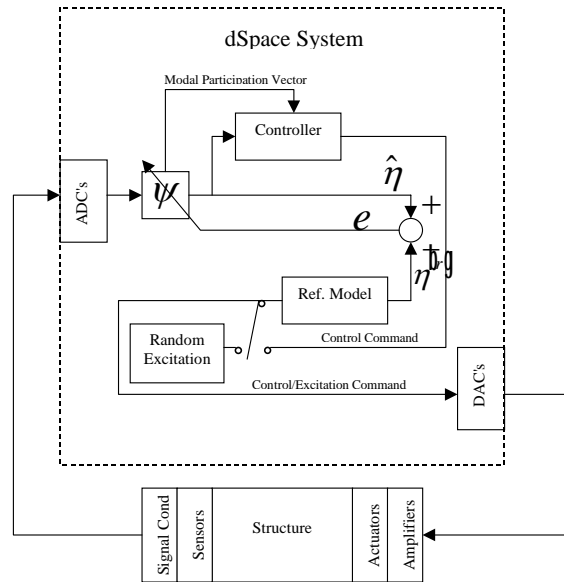 dSpace System
Modal Participation Vector
Controller
ADC's
ψ
η̂
+
e
+
η
Ref. Model
Random
Excitation
Control Command
Control/Excitation Command
DAC's
Signal Cond
Sensors
Structure
Actuators
Amplifiers